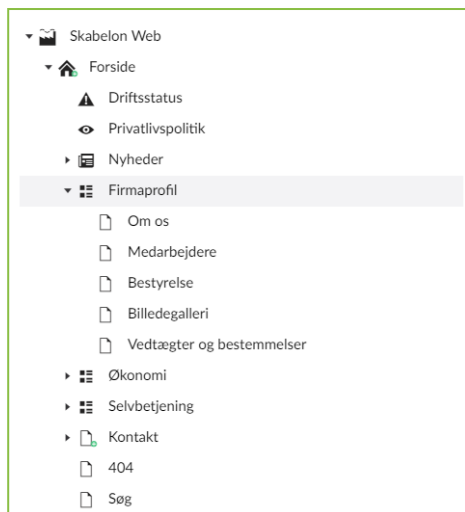 Skabelon Web
Forside
Driftsstatus
Privatlivspolitik
Nyheder
Firmaprofil
Om os
Medarbejdere
Bestyrelse
Billedegalleri
Vedtægter og bestemmelser
Økonomi
Selvbetjening
Kontakt
404
Søg